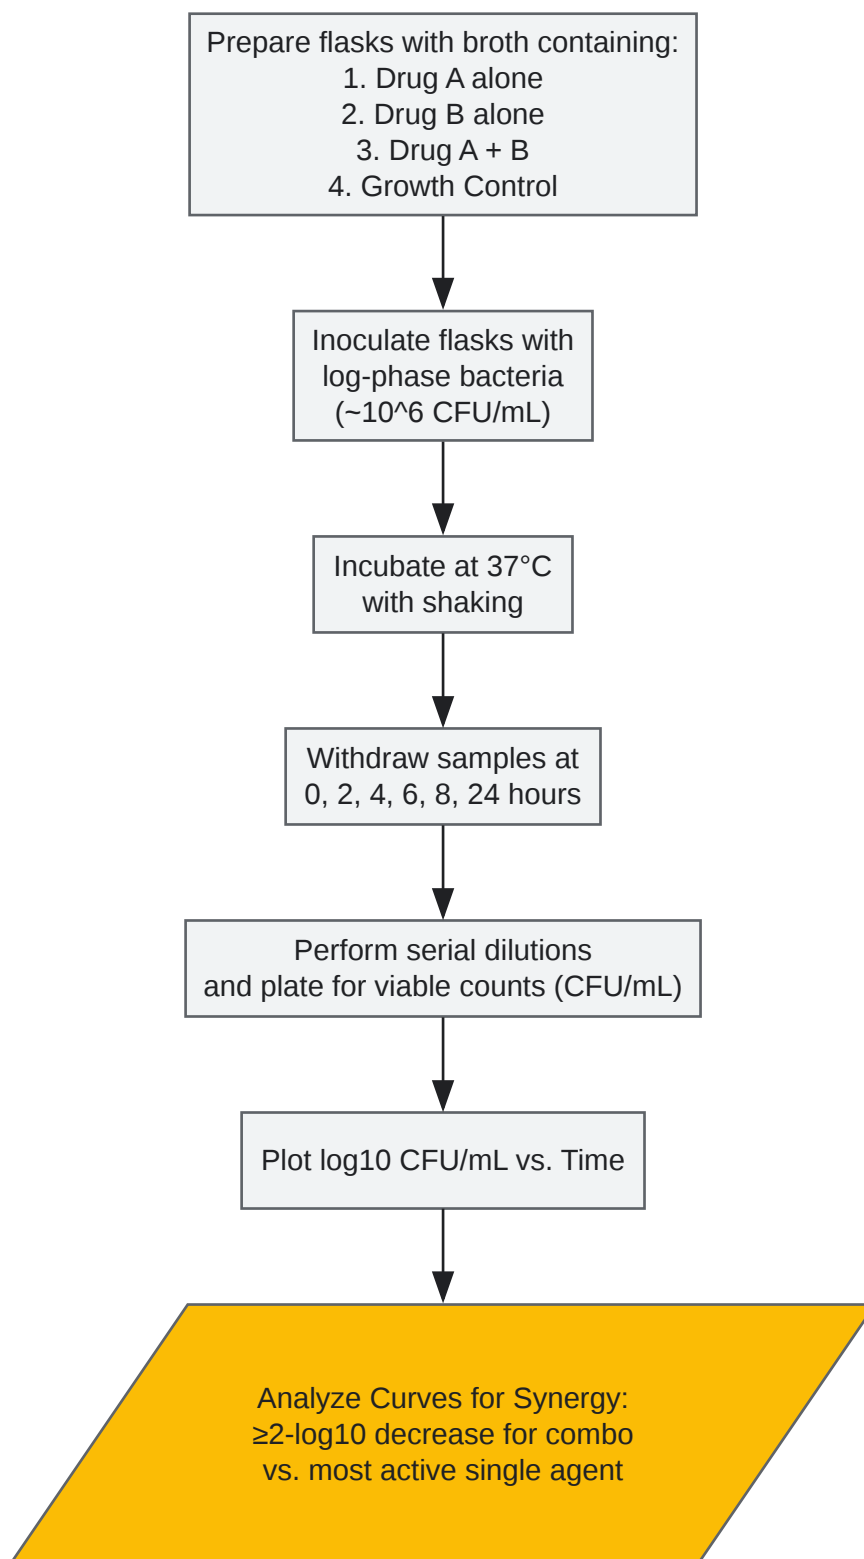 Prepare flasks with broth containing:
1. Drug A alone
2. Drug B alone
3. Drug A + B
4. Growth Control
Inoculate flasks with
log-phase bacteria
(~10^6 CFU/mL)
Incubate at 37°C
with shaking
Withdraw samples at
0, 2, 4, 6, 8, 24 hours
Perform serial dilutions
and plate for viable counts (CFU/mL)
Plot log10 CFU/mL vs. Time
Analyze Curves for Synergy:
≥2-log10 decrease for combo
vs. most active single agent